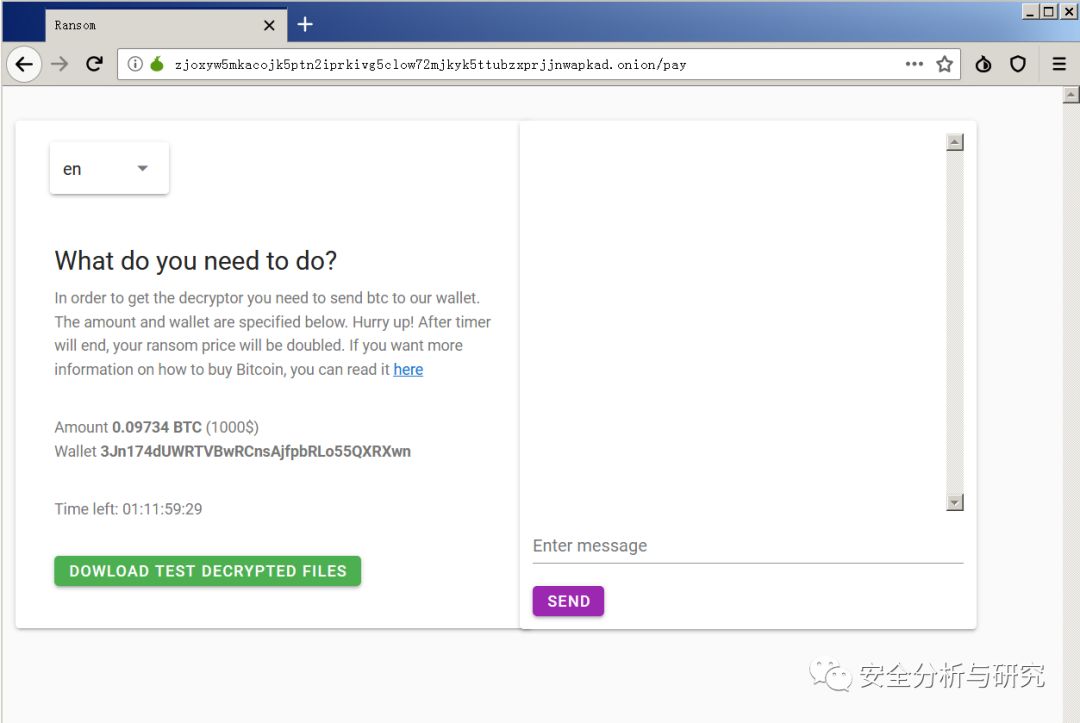 Ransom
zjoxyw5mkacojk5ptn2iprkivg5clow72mjkyk5ttubzxprjjnwapkad.onion/pay
en
What do you need to do?
In order to get the decryptor you need to send btc to our wallet.
The amount and wallet are specified below. Hurry up! After timer
will end, your ransom price will be doubled. If you want more
information on how to buy Bitcoin, you can read it here
Amount 0.09734 BTC (1000$)
Wallet 3Jn174dUWRTVBwRCnsAjfpbRLo55QXRXwn
Time left: 01:11:59:29
DOWLOAD TEST DECRYPTED FILES
Enter message
SEND
安全分析与研究